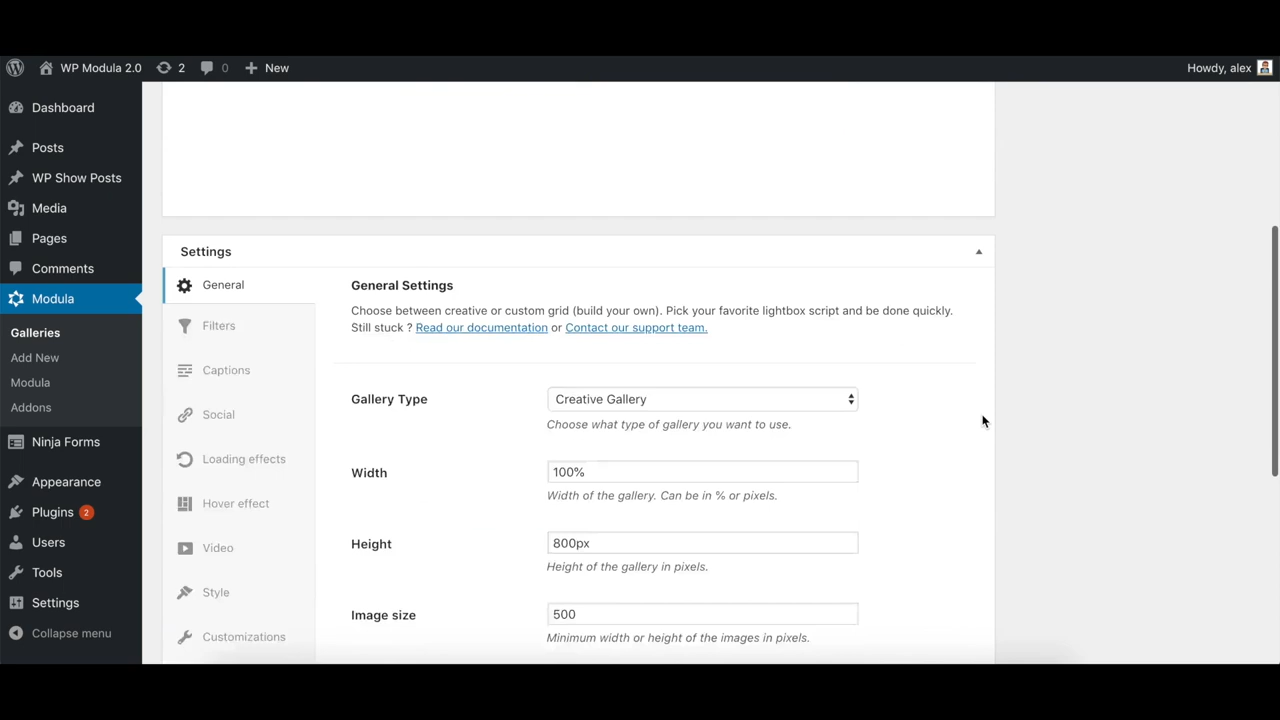 WP Modula 2.0 2 0 New Howdy, alex
Dashboard
Posts
WP Show Posts
Media
Pages
Comments
Modula
Galleries
Add New
Modula
Addons
Ninja Forms
Appearance
Plugins 2
Users
Tools
Settings
Collapse menu
Settings
General
Filters
Captions
Social
Loading effects
Hover effect
Video
Style
Customizations
General Settings
Choose between creative or custom grid (build your own). Pick your favorite lightbox script and be done quickly.
Still stuck ? Read our documentation or Contact our support team.
Gallery Type Creative Gallery
Choose what type of gallery you want to use.
Width 100%
Width of the gallery. Can be in % or pixels.
Height 800px
Height of the gallery in pixels.
Image size 500
Minimum width or height of the images in pixels.